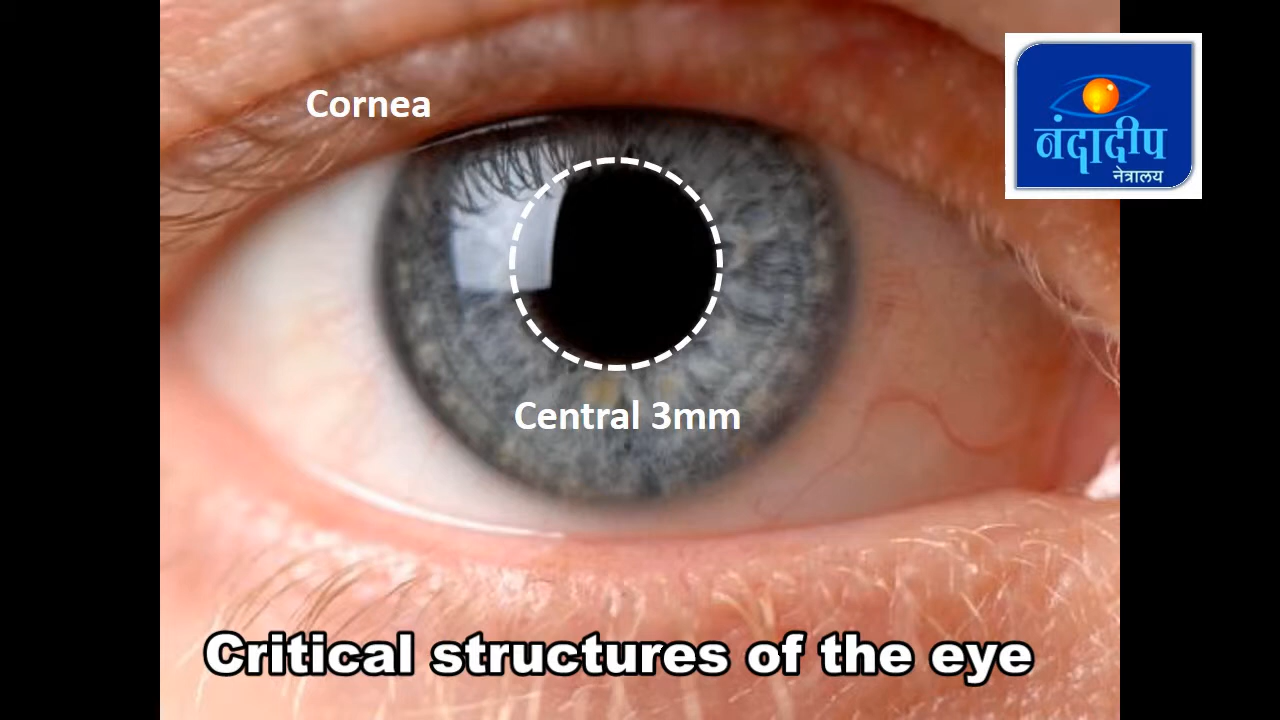 Cornea
नंदादीप
नेत्रालय
Central 3mm
Critical structures of the eye